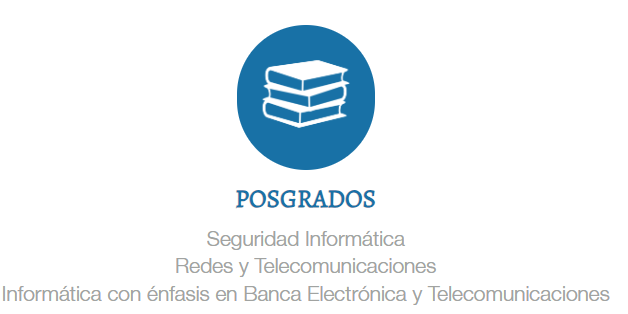 POSGRADOS
Seguridad Informática
Redes y Telecomunicaciones
Informática con énfasis en Banca Electrónica y Telecomunicaciones